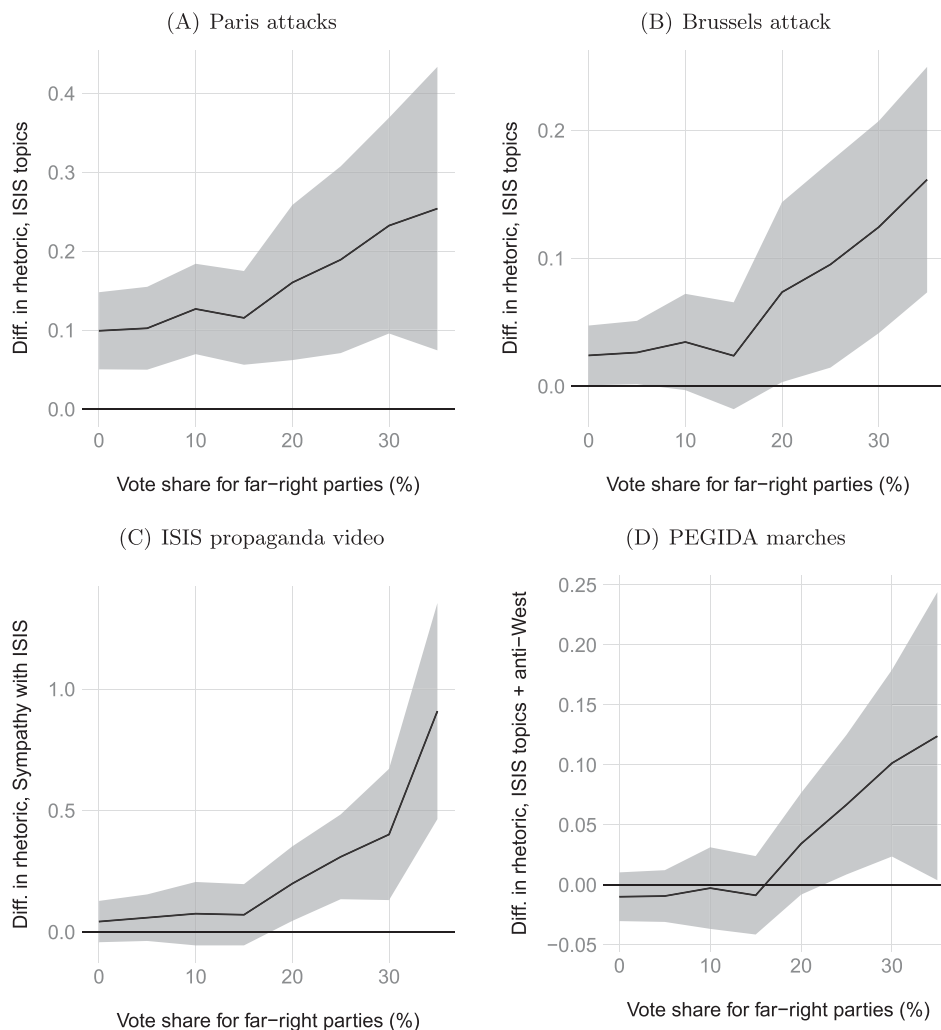 (A) Paris attacks
Diff. in rhetoric, ISIS topics
0.4
0.3
0.2
0.1
0.0
0 10 20 30
Vote share for far−right parties (%)
(B) Brussels attack
Diff. in rhetoric, ISIS topics
0.2
0.1
0.0
0 10 20 30
Vote share for far−right parties (%)
(C) ISIS propaganda video
Diff. in rhetoric, Sympathy with ISIS
1.0
0.5
0.0
0 10 20 30
Vote share for far−right parties (%)
(D) PEGIDA marches
Diff. in rhetoric, ISIS topics + anti−West
0.25
0.20
0.15
0.10
0.05
0.00
−0.05
0 10 20 30
Vote share for far−right parties (%)